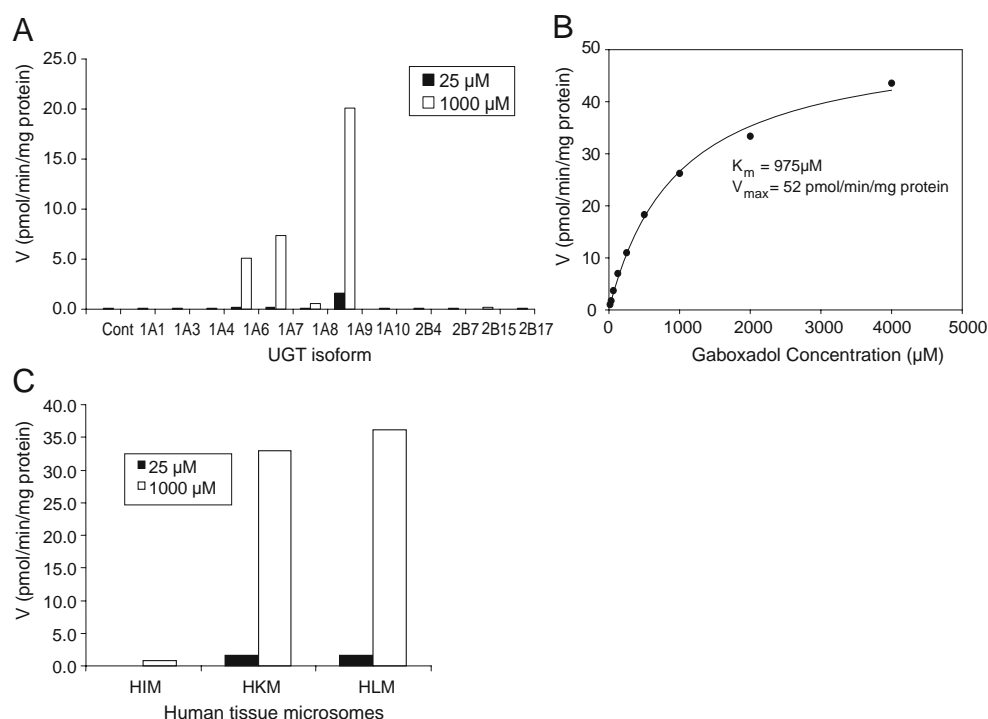 A
V (pmol/min/mg protein)
25.0
20.0
15.0
10.0
5.0
0.0
25 µM
1000 µM
Cont 1A1 1A3 1A4 1A6 1A7 1A8 1A9 1A10 2B4 2B7 2B15 2B17
UGT isoform
B
V (pmol/min/mg protein)
50
40
30
20
10
0
Km = 975µM
Vmax = 52 pmol/min/mg protein
0 1000 2000 3000 4000 5000
Gaboxadol Concentration (µM)
C
V (pmol/min/mg protein)
40.0
35.0
30.0
25.0
20.0
15.0
10.0
5.0
0.0
25 µM
1000 µM
HIM HKM HLM
Human tissue microsomes